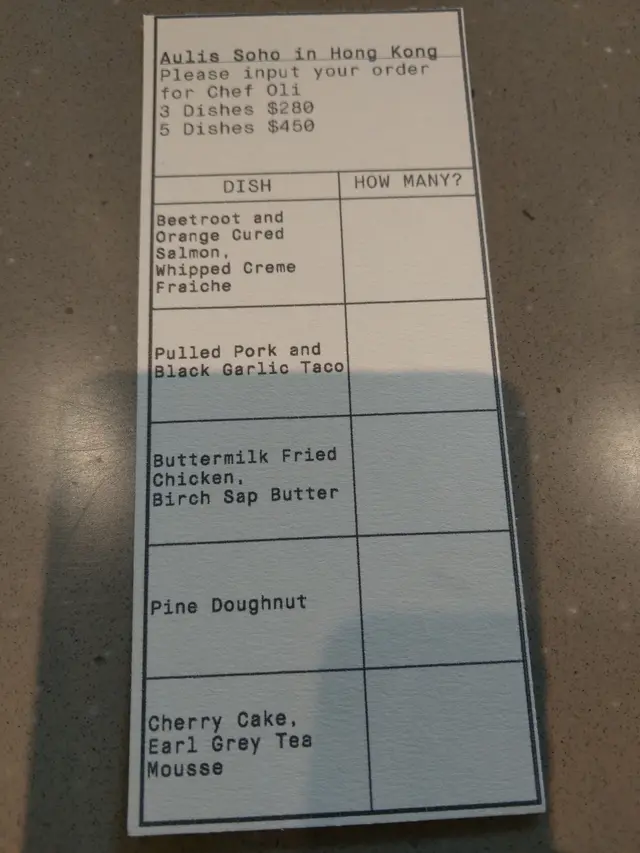 Aulis Soho in Hong Kong
Please input your order
for Chef Oli
3 Dishes $280
5 Dishes $450
DISH HOW MANY?
Beetroot and
Orange Cured
Salmon,
Whipped Creme
Fraiche
Pulled Pork and
Black Garlic Taco
Buttermilk Fried
Chicken,
Birch Sap Butter
Pine Doughnut
Cherry Cake,
Earl Grey Tea
Mousse